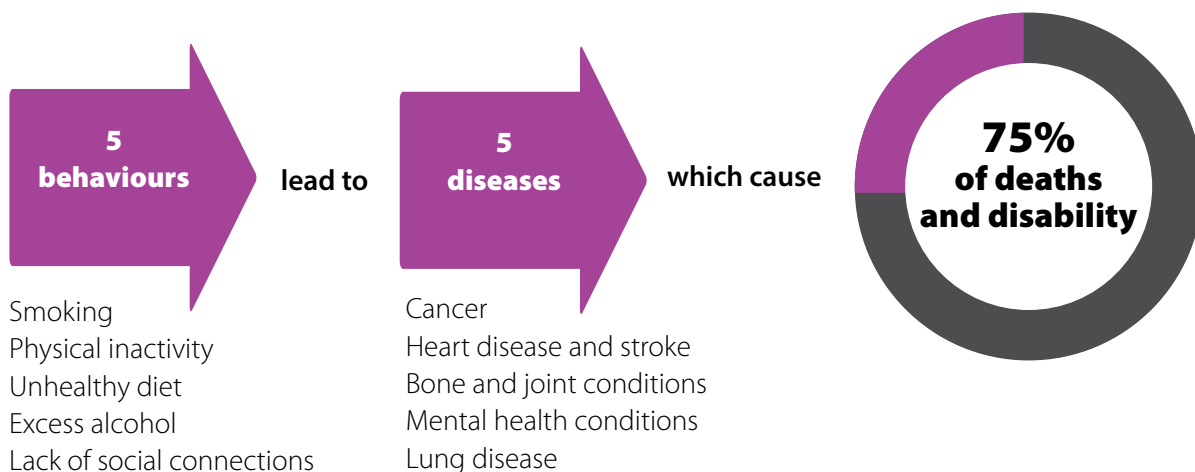 5
behaviours
lead to
5
diseases
which cause
75%
of deaths
and disability
Smoking
Physical inactivity
Unhealthy diet
Excess alcohol
Lack of social connections
Cancer
Heart disease and stroke
Bone and joint conditions
Mental health conditions
Lung disease